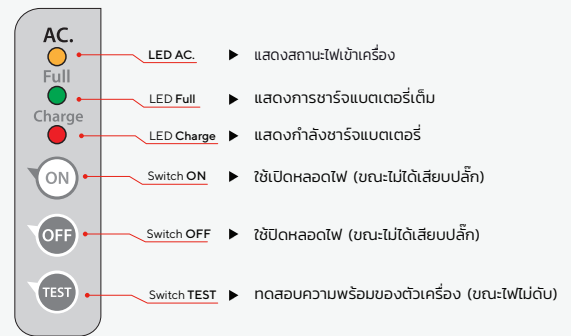 AC.
LED AC. ▶ แสดงสถานะไฟเข้าเครื่อง
Full
LED Full ▶ แสดงการชาร์จแบตเตอรี่เต็ม
Charge
LED Charge ▶ แสดงกำลังชาร์จแบตเตอรี่
ON Switch ON ▶ ใช้เปิดหลอดไฟ (ขณะไม่ได้เสียบปลั๊ก)
OFF Switch OFF ▶ ใช้ปิดหลอดไฟ (ขณะไม่ได้เสียบปลั๊ก)
TEST Switch TEST ▶ ทดสอบความพร้อมของตัวเครื่อง (ขณะไฟไม่ดับ)